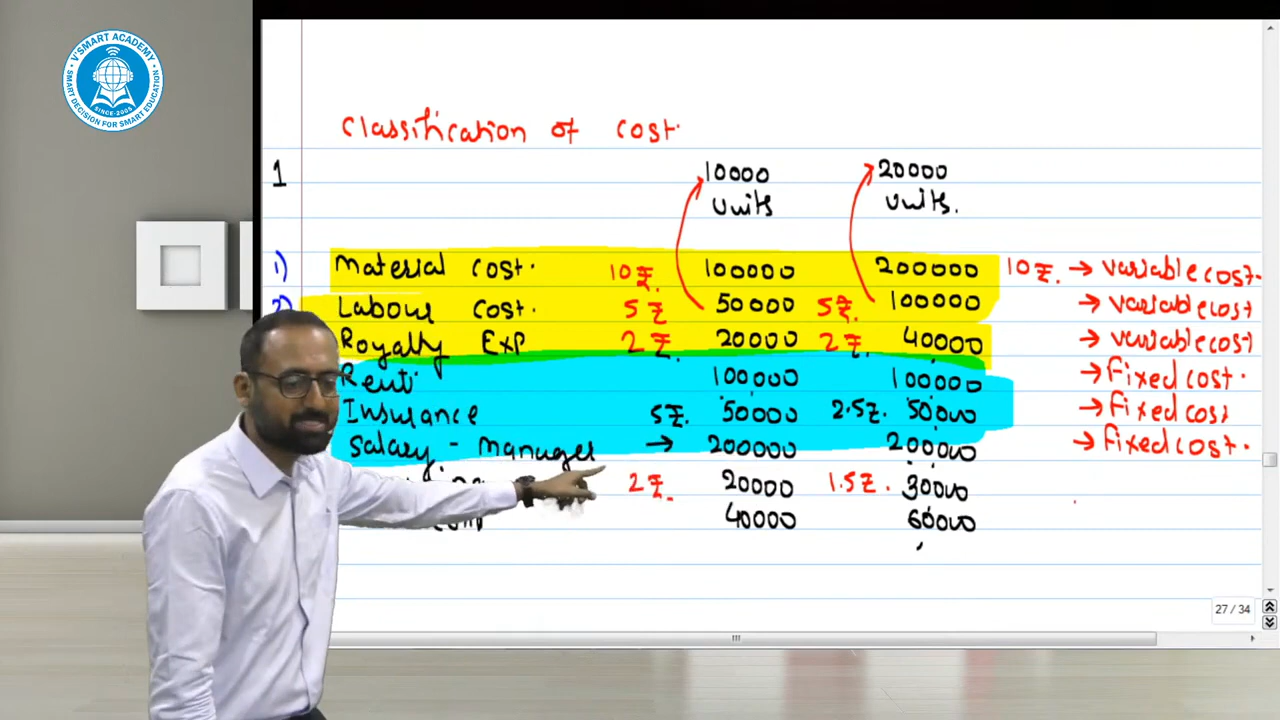 V'SMART ACADEMY
SMART DECISION FOR SMART EDUCATION
SINCE-2005
Classification of cost.
1 10000 20000
Units Units.
1) Material cost. 10₹. 100000 200000 10₹. → variable cost.
Labour cost. 5₹ 50000 5₹. 100000 → variable cost
Royalty Exp 2₹. 20000 2₹. 40000 → variable cost
Rent 100000 100000 → fixed cost.
Insurance 5₹. 50000 2.5₹. 50000 → fixed cost
Salary - manager → 200000 200000 → fixed cost.
2₹. 20000 1.5₹. 30000
40000 60000
27 / 34